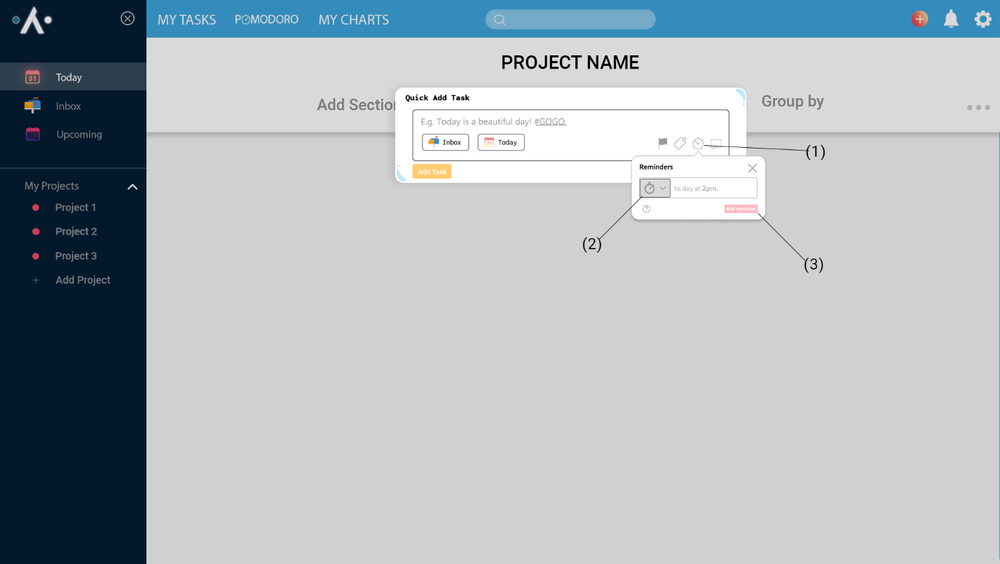 MY TASKS
POMODORO
MY CHARTS
PROJECT NAME
Today
Inbox
Upcoming
My Projects
Project 1
Project 2
Project 3
Add Project
Add Section
Group by
Quick Add Task
E.g. Today is a beautiful day! #GOGO.
Inbox
31 Today
Add Task
(1)
Reminders
to day at 2pm.
Add reminder
(2)
(3)
31